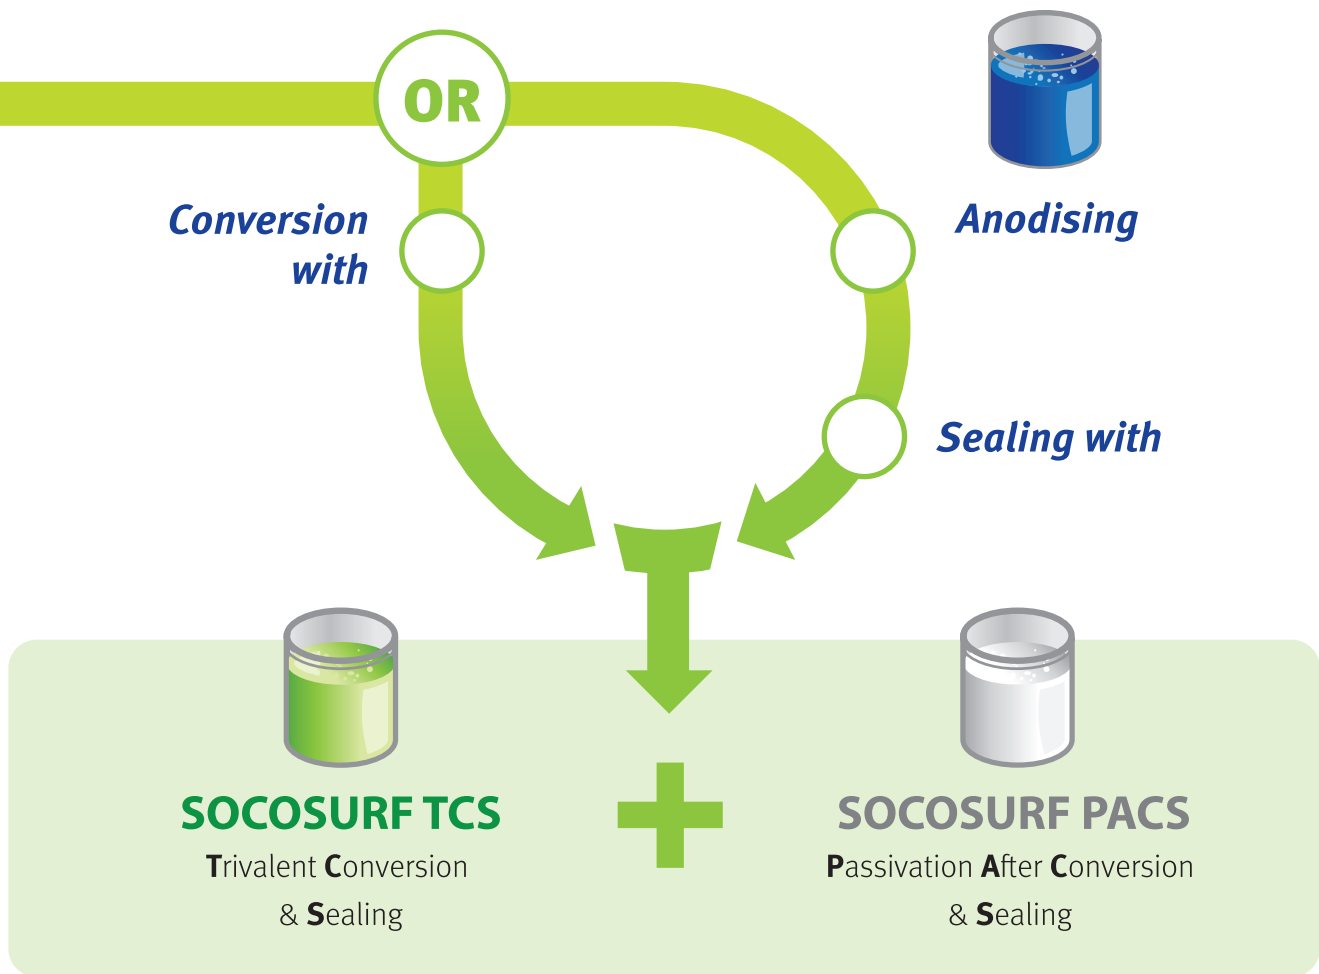 OR
Conversion
with
Anodising
Sealing with
SOCOSURF TCS
Trivalent Conversion
& Sealing
SOCOSURF PACS
Passivation After Conversion
& Sealing